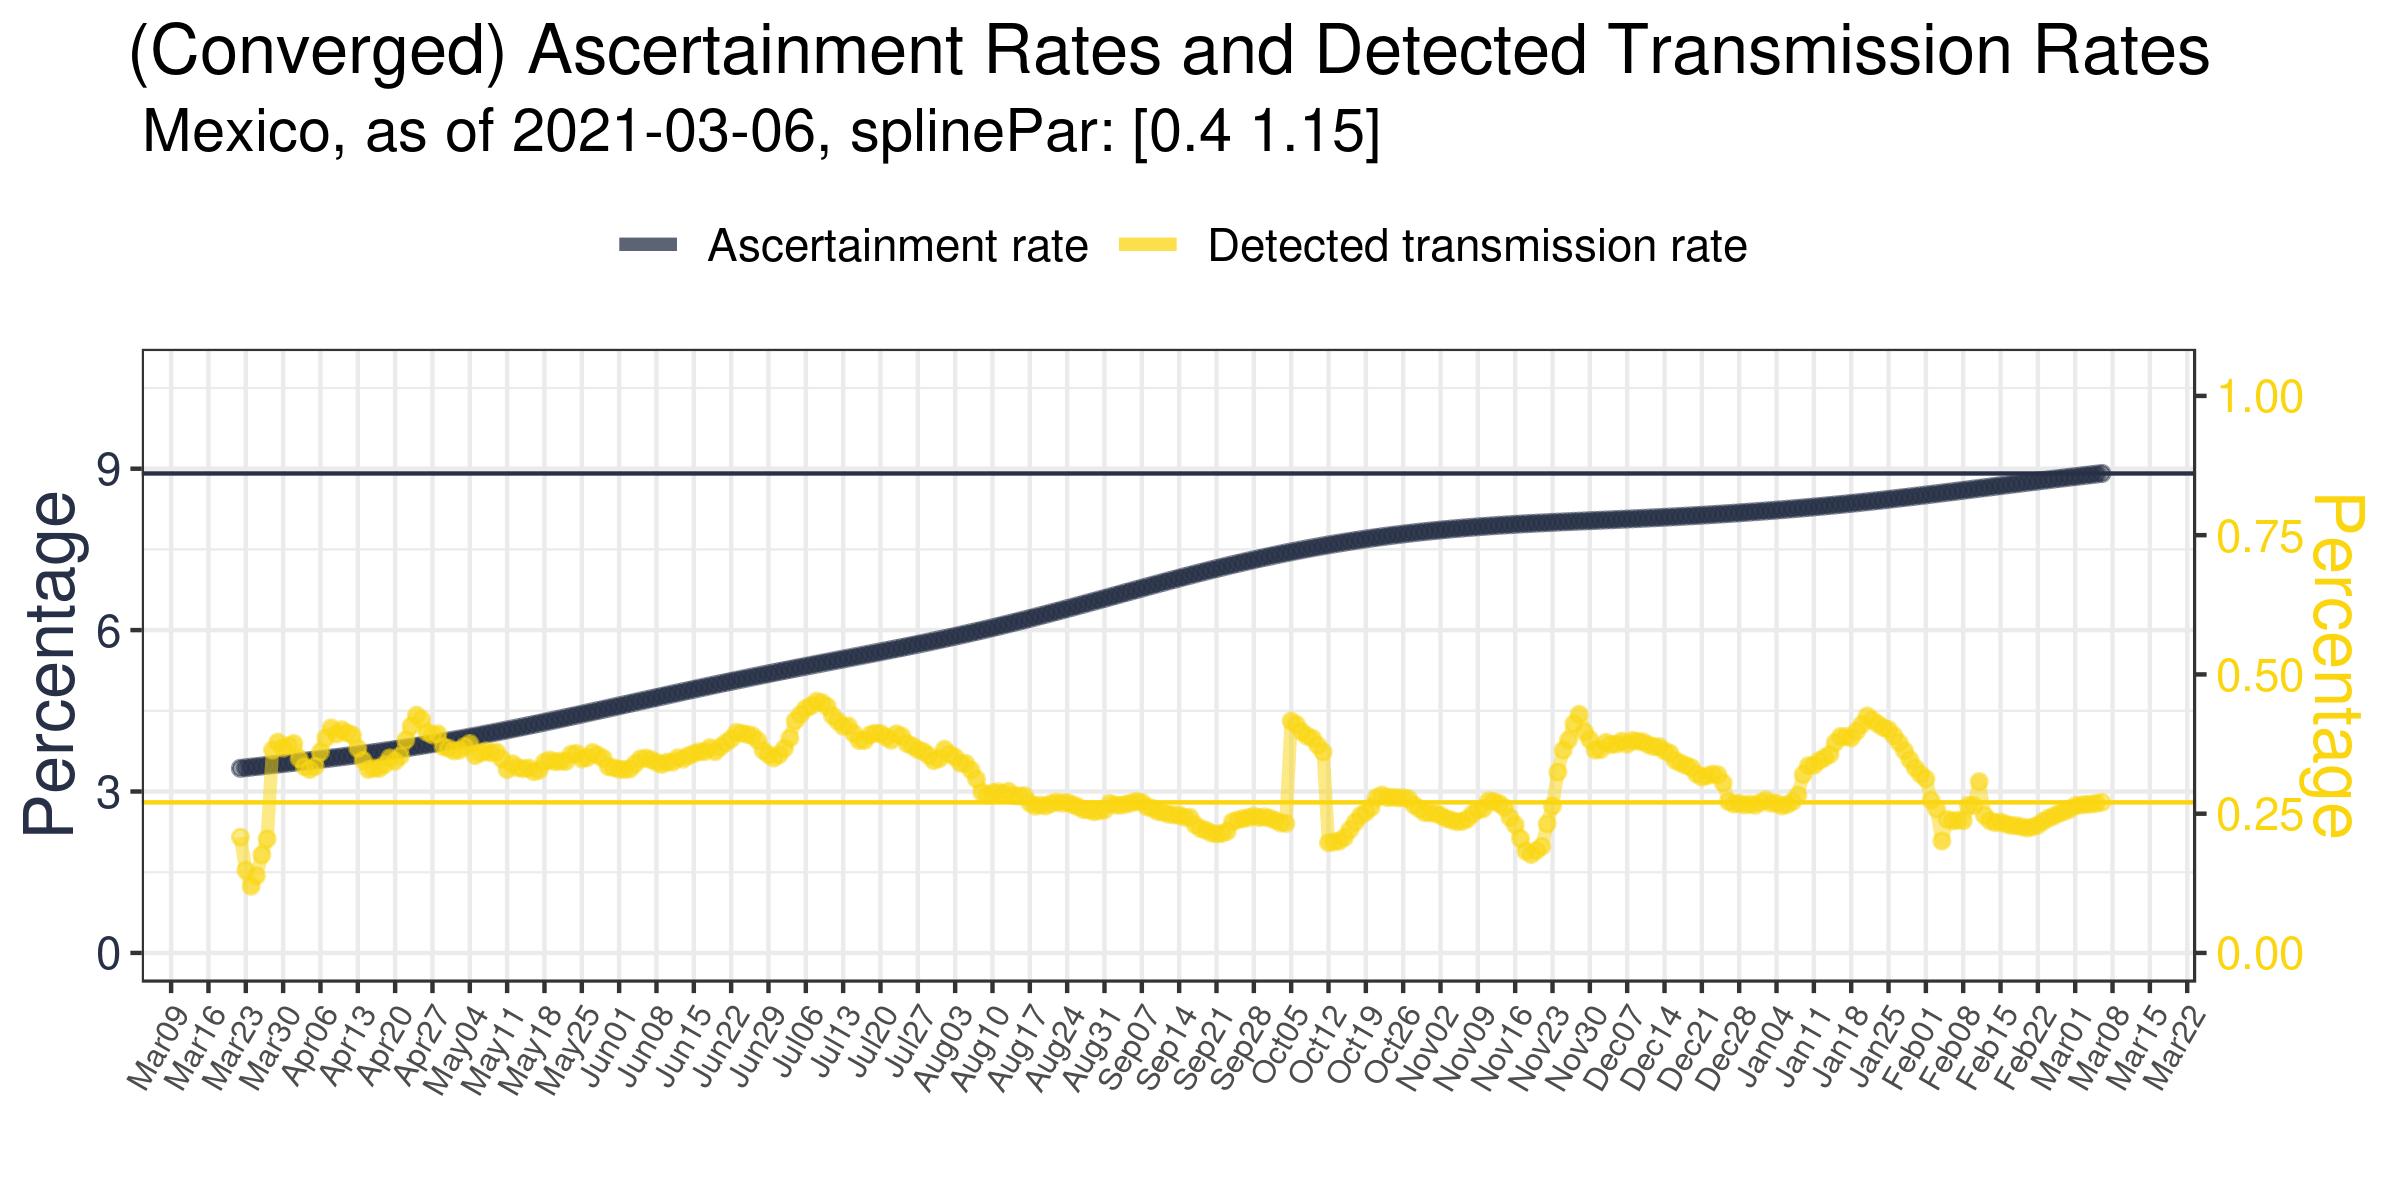 (Converged) Ascertainment Rates and Detected Transmission Rates
Mexico, as of 2021-03-06, splinePar: [0.4 1.15]
Ascertainment rate
Detected transmission rate
Percentage
9
6
3
0
1.00
0.75
0.50
0.25
0.00
Percentage
Mar09
Mar16
Mar23
Mar30
Apr06
Apr13
Apr20
Apr27
May04
May11
May18
May25
Jun01
Jun08
Jun15
Jun22
Jun29
Jul06
Jul13
Jul20
Jul27
Aug03
Aug10
Aug17
Aug24
Aug31
Sep07
Sep14
Sep21
Sep28
Oct05
Oct12
Oct19
Oct26
Nov02
Nov09
Nov16
Nov23
Nov30
Dec07
Dec14
Dec21
Dec28
Jan04
Jan11
Jan18
Jan25
Feb01
Feb08
Feb15
Feb22
Mar01
Mar08
Mar15
Mar22